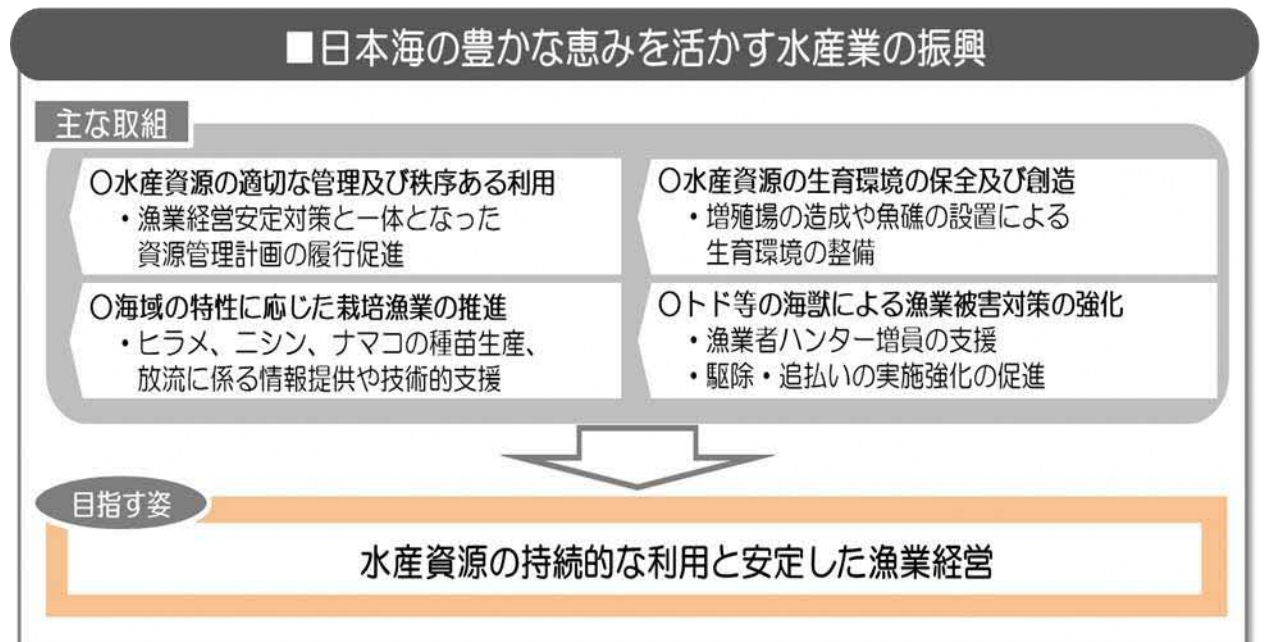 ■日本海の豊かな恵みを活かす水産業の振興
主な取組
〇水産資源の適切な管理及び秩序ある利用
・漁業経営安定対策と一体となった
資源管理計画の履行促進
〇海域の特性に応じた栽培漁業の推進
・ヒラメ、ニシン、ナマコの種苗生産、
放流に係る情報提供や技術的支援
〇水産資源の生育環境の保全及び創造
・増殖場の造成や魚礁の設置による
生育環境の整備
〇トド等の海獣による漁業被害対策の強化
・漁業者ハンター増員の支援
・駆除・追払いの実施強化の促進
目指す姿
水産資源の持続的な利用と安定した漁業経営